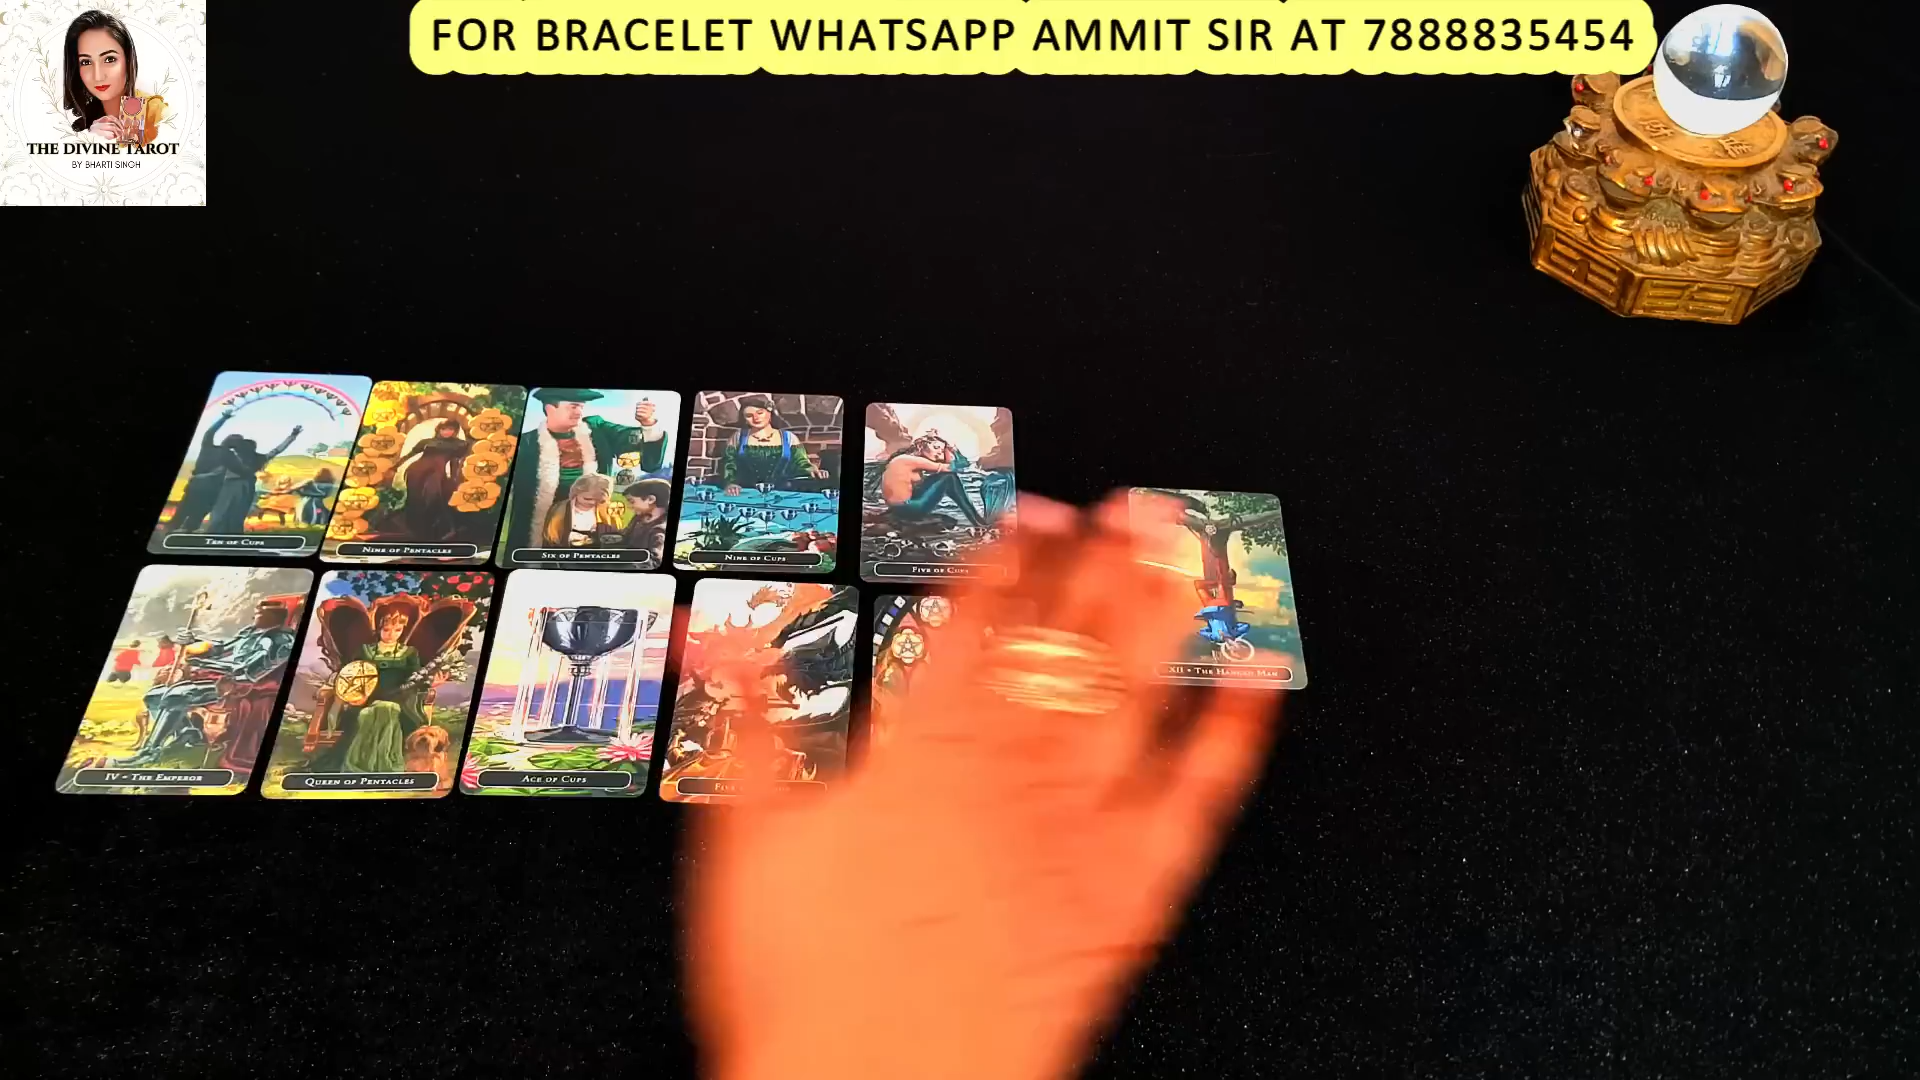 FOR BRACELET WHATSAPP AMMIT SIR AT 7888835454
THE DIVINE TAROT
BY BHARTI SINGH
TEN OF CUPS
NINE OF PENTACLES
SIX OF PENTACLES
NINE OF CUPS
FIVE OF CUPS
XII • THE HANGED MAN
IV • THE EMPEROR
QUEEN OF PENTACLES
ACE OF CUPS